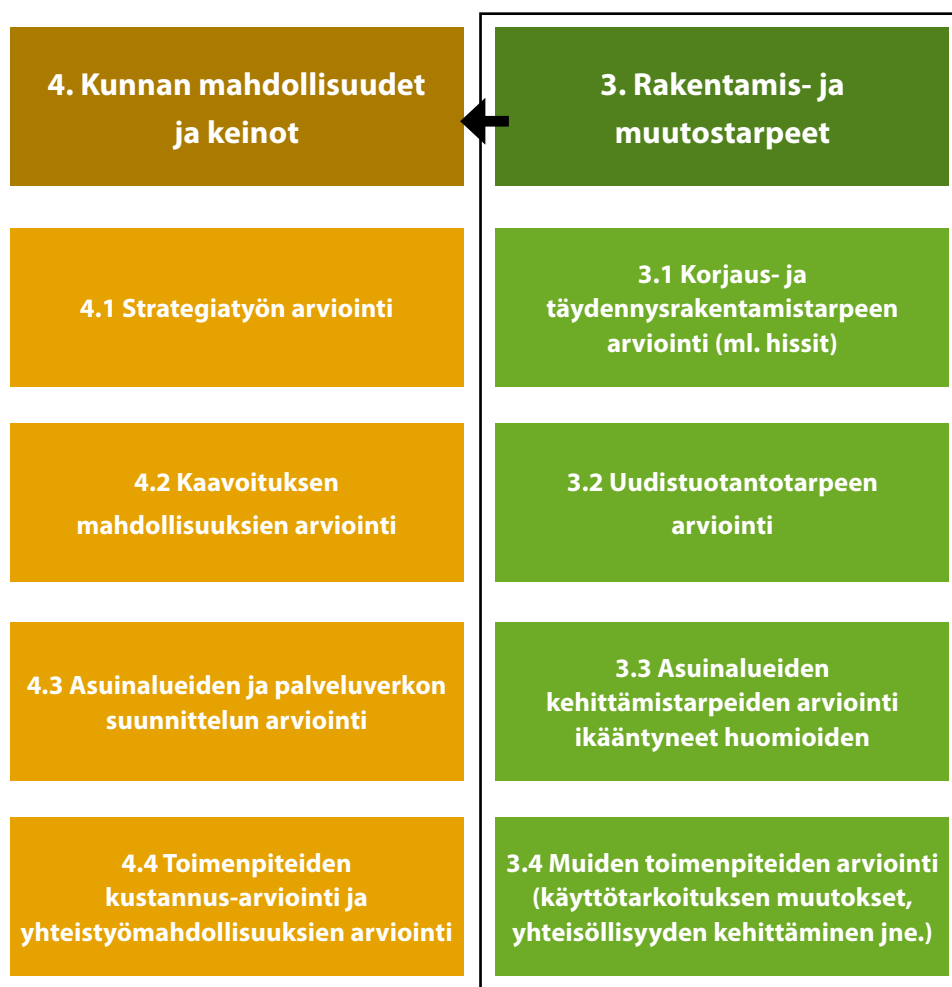 4. Kunnan mahdollisuudet
ja keinot
4.1 Strategiatyön arviointi
4.2 Kaavoituksen
mahdollisuuksien arviointi
4.3 Asuinalueiden ja palveluverkon
suunnittelun arviointi
4.4 Toimenpiteiden
kustannus-arviointi ja
yhteistyömahdollisuuksien arviointi
3. Rakentamis- ja
muutostarpeet
3.1 Korjaus- ja
täydennysrakentamistarpeen
arviointi (ml. hissit)
3.2 Uudistuotantotarpeen
arviointi
3.3 Asuinalueiden
kehittämistarpeiden arviointi
ikääntyneet huomioiden
3.4 Muiden toimenpiteiden arviointi
(käyttötarkoituksen muutokset,
yhteisöllisyyden kehittäminen jne.)